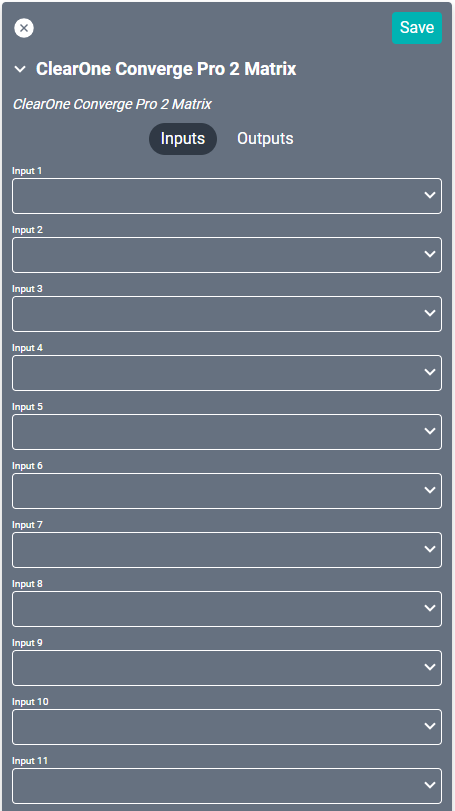 Save
ClearOne Converge Pro 2 Matrix
ClearOne Converge Pro 2 Matrix
Inputs Outputs
Input 1
Input 2
Input 3
Input 4
Input 5
Input 6
Input 7
Input 8
Input 9
Input 10
Input 11